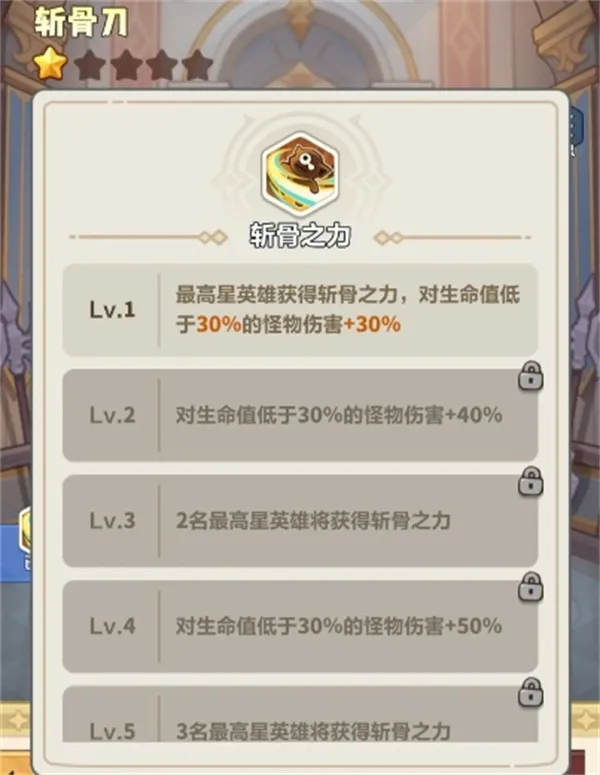 斩骨刀
斩骨之力
Lv.1
最高星英雄获得斩骨之力，对生命值低
于30%的怪物伤害+30%
Lv.2
对生命值低于30%的怪物伤害+40%
Lv.3
2名最高星英雄将获得斩骨之力
Lv.4
对生命值低于30%的怪物伤害+50%
Lv.5
3名最高星英雄将获得斩骨之力